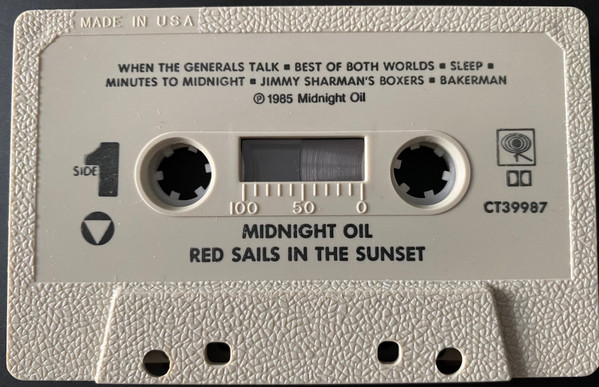 MADE IN USA
WHEN THE GENERALS TALK ▪ BEST OF BOTH WORLDS ▪ SLEEP ▪
MINUTES TO MIDNIGHT ▪ JIMMY SHARMAN'S BOXERS ▪ BAKERMAN
℗ 1985 Midnight Oil
SIDE 1
100 50 0
CT39987
MIDNIGHT OIL
RED SAILS IN THE SUNSET